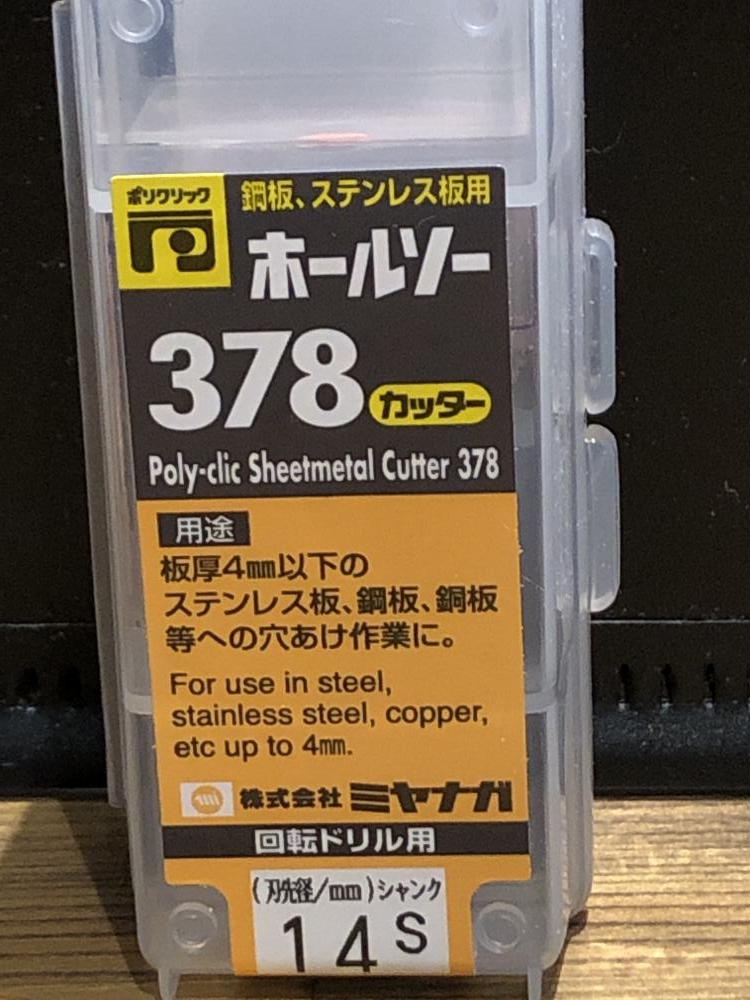 ポリクリック
鋼板、ステンレス板用
ホールソー
378 カッター
Poly-clic Sheetmetal Cutter 378
用途
板厚4㎜以下の
ステンレス板、鋼板、銅板
等への穴あけ作業に。
For use in steel,
stainless steel, copper,
etc up to 4㎜.
株式会社 ミヤナガ
回転ドリル用
(刃先径/mm)シャンク
14 S